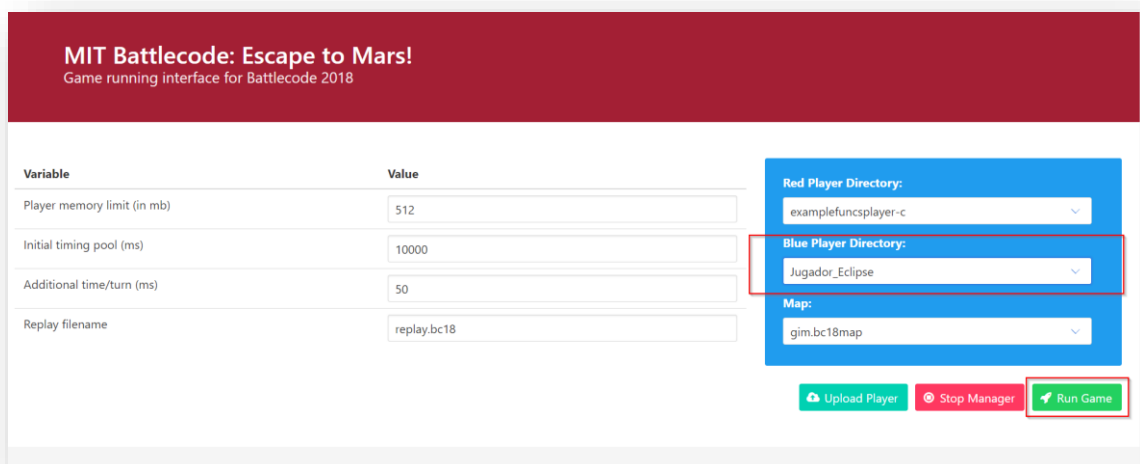 MIT Battlecode: Escape to Mars!
Game running interface for Battlecode 2018
Variable Value
Player memory limit (in mb) 512
Initial timing pool (ms) 10000
Additional time/turn (ms) 50
Replay filename replay.bc18
Red Player Directory:
examplefuncsplayer-c
Blue Player Directory:
Jugador_Eclipse
Map:
gim.bc18map
Upload Player Stop Manager Run Game